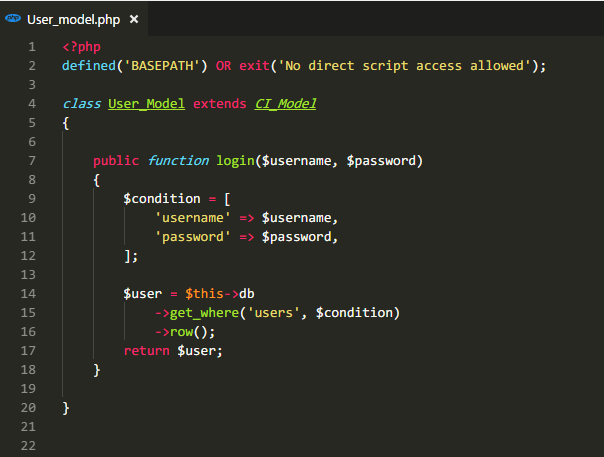 php User_model.php ×
1 <?php
2 defined('BASEPATH') OR exit('No direct script access allowed');
3
4 class User_Model extends CI_Model
5 {
6
7     public function login($username, $password)
8     {
9         $condition = [
10             'username' => $username,
11             'password' => $password,
12         ];
13
14         $user = $this->db
15             ->get_where('users', $condition)
16             ->row();
17         return $user;
18     }
19
20 }
21
22